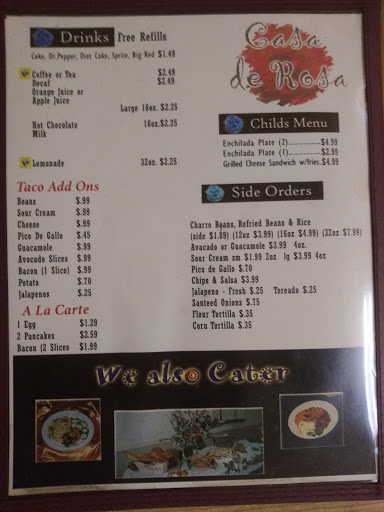 Drinks Free Refills
Coke, Dr.Pepper, Diet Coke, Sprite, Big Red $1.49
Coffee or Tea $2.49
Decaf $2.49
Orange Juice or
Apple Juice
Large 16oz. $2.25
Hot Chocolate 16oz.$2.25
Milk
Lemonade 32oz. $2.25
Taco Add Ons
Beans $.99
Sour Cream $.99
Cheese $.99
Pico De Gallo $.45
Guacamole $.99
Avocado Slices $.99
Bacon (1 Slice) $.99
Potato $.70
Jalapenos $.25
A La Carte
1 Egg $1.29
2 Pancakes $2.59
Bacon (2 Slices $1.99
Casa
de Rosa
Childs Menu
Enchilada Plate (2)............$4.99
Enchilada Plate (1)............$2.99
Grilled Cheese Sandwich w/fries.$4.99
Side Orders
Charro Beans, Refried Beans & Rice
(side $1.89) (12oz $3.99) (16oz $4.99) (32oz $7.99)
Avacado or Guacamole $3.99 4oz.
Sour Cream sm $1.99 2oz lg $3.99 4oz
Pico de Gallo $.70
Chips & Salsa $3.99
Jalapeno - Fresh $.25 Toreado $.25
Sauteed Onions $.75
Flour Tortilla $.35
Corn Tortilla $.35
We also Cater